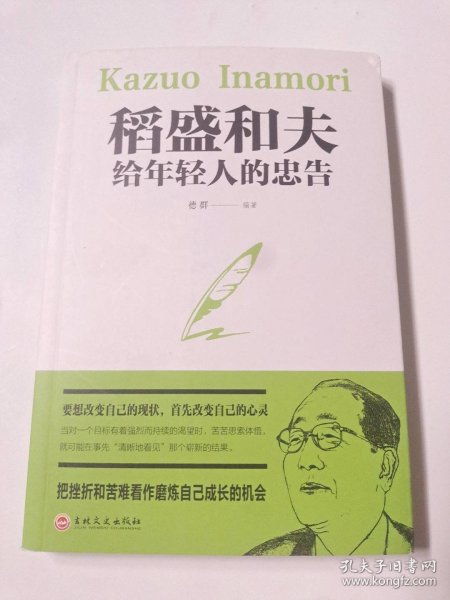 Kazuo Inamori
稻盛和夫
给年轻人的忠告
德群——编著
要想改变自己的现状，首先改变自己的心灵
当对一个目标有着强烈而持续的渴望时，苦苦思索体悟，
就可能在事先“清晰地看见”那个崭新的结果。
把挫折和苦难看作磨炼自己成长的机会
吉林文史出版社
孔夫子旧书网
www.kongfz.com